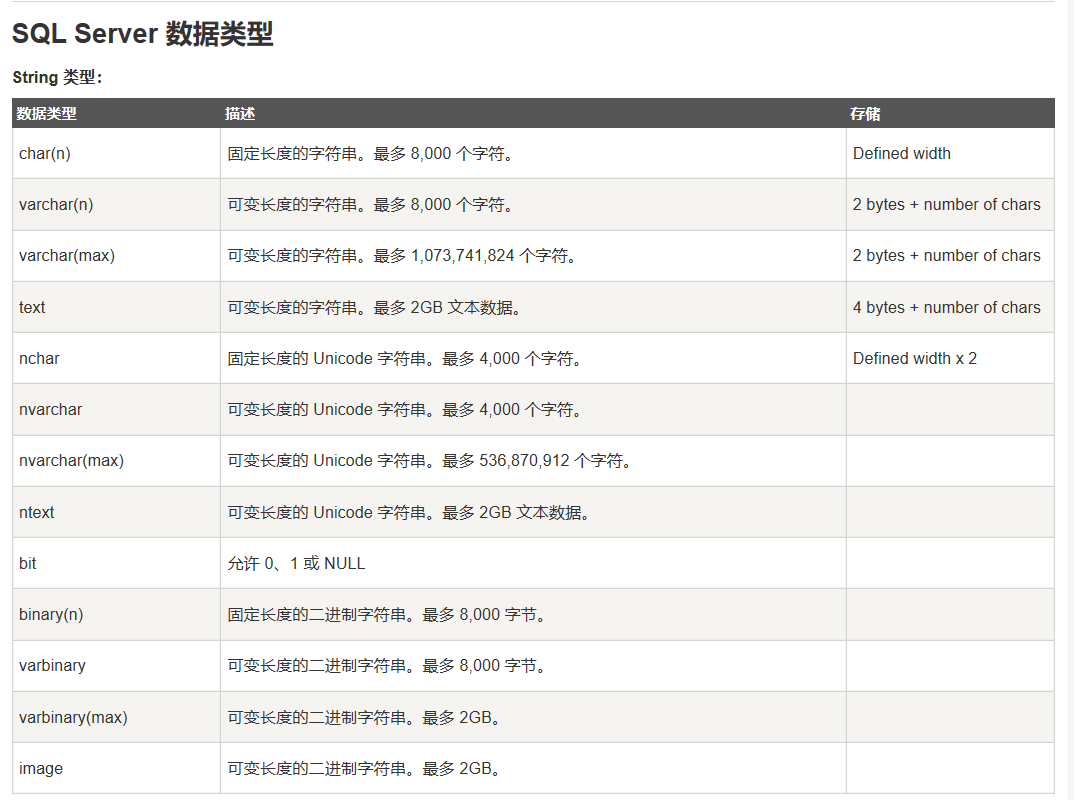 SQL Server 数据类型
String 类型：
数据类型 描述 存储
char(n) 固定长度的字符串。最多 8,000 个字符。 Defined width
varchar(n) 可变长度的字符串。最多 8,000 个字符。 2 bytes + number of chars
varchar(max) 可变长度的字符串。最多 1,073,741,824 个字符。 2 bytes + number of chars
text 可变长度的字符串。最多 2GB 文本数据。 4 bytes + number of chars
nchar 固定长度的 Unicode 字符串。最多 4,000 个字符。 Defined width x 2
nvarchar 可变长度的 Unicode 字符串。最多 4,000 个字符。
nvarchar(max) 可变长度的 Unicode 字符串。最多 536,870,912 个字符。
ntext 可变长度的 Unicode 字符串。最多 2GB 文本数据。
bit 允许 0、1 或 NULL
binary(n) 固定长度的二进制字符串。最多 8,000 字节。
varbinary 可变长度的二进制字符串。最多 8,000 字节。
varbinary(max) 可变长度的二进制字符串。最多 2GB。
image 可变长度的二进制字符串。最多 2GB。